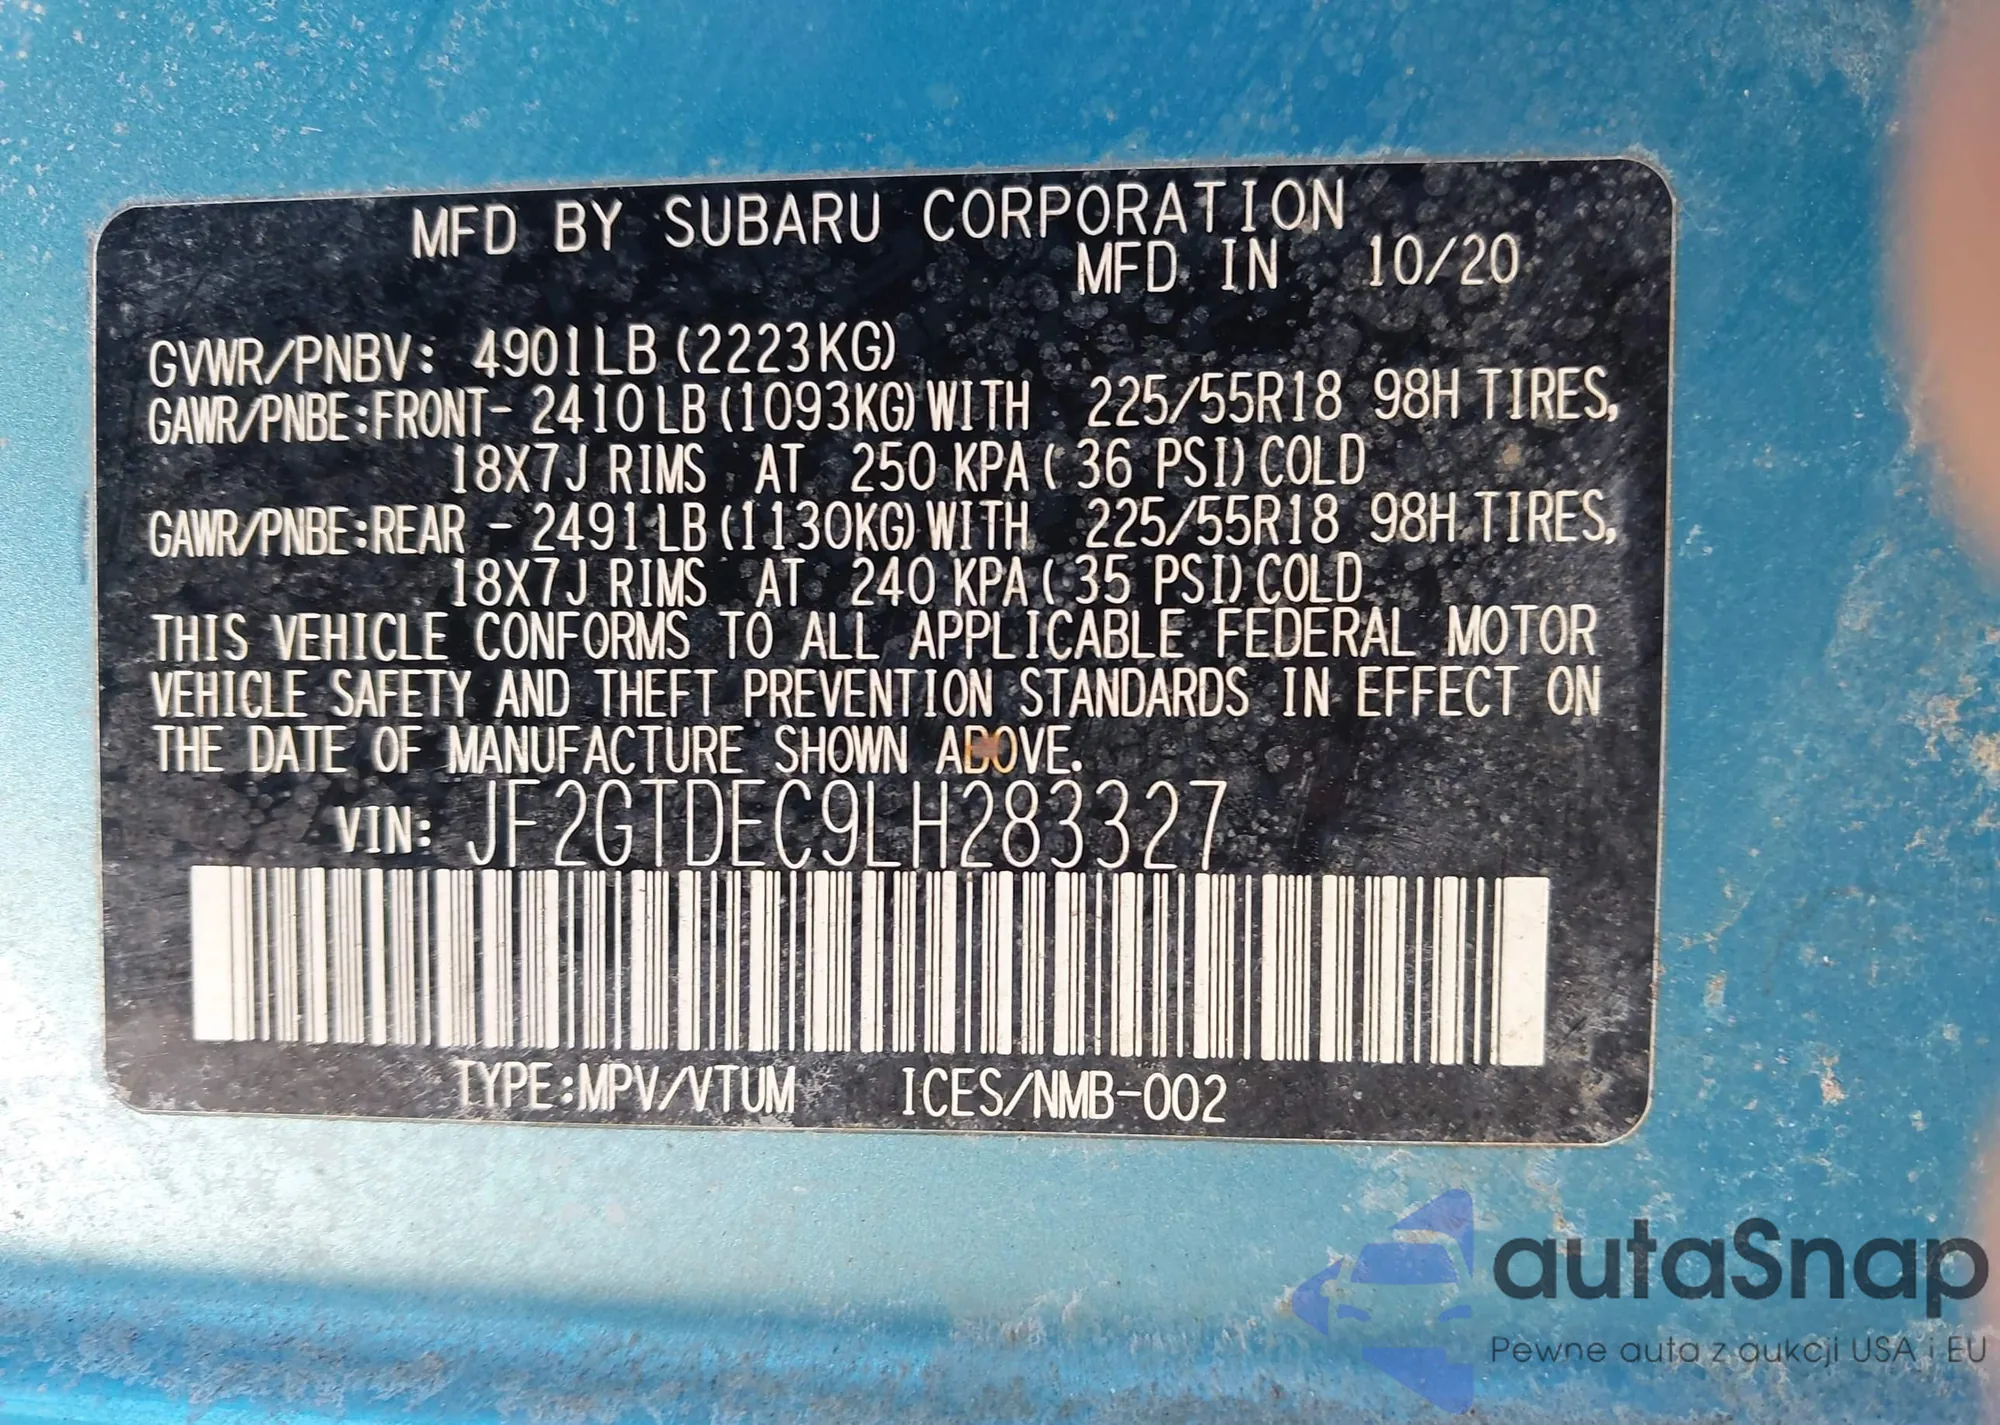 MFD BY SUBARU CORPORATION
MFD IN 10/20
GVWR/PNBV: 4901LB (2223KG)
GAWR/PNBE:FRONT- 2410LB (1093KG) WITH 225/55R18 98H TIRES,
18X7J RIMS AT 250 KPA ( 36 PSI) COLD
GAWR/PNBE:REAR - 2491LB (1130KG) WITH 225/55R18 98H TIRES,
18X7J RIMS AT 240 KPA ( 35 PSI) COLD
THIS VEHICLE CONFORMS TO ALL APPLICABLE FEDERAL MOTOR
VEHICLE SAFETY AND THEFT PREVENTION STANDARDS IN EFFECT ON
THE DATE OF MANUFACTURE SHOWN ABOVE.
VIN: JF2GTDEC9LH283327
TYPE:MPV/VTUM ICES/NMB-002
autaSnap
Pewne auta z aukcji USA i EU